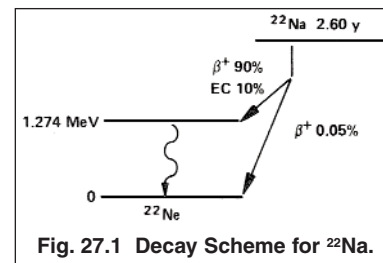 ²²Na 2.60 y
β⁺ 90%
EC 10%
1.274 MeV
β⁺ 0.05%
0
²²Ne
Fig. 27.1 Decay Scheme for ²²Na.